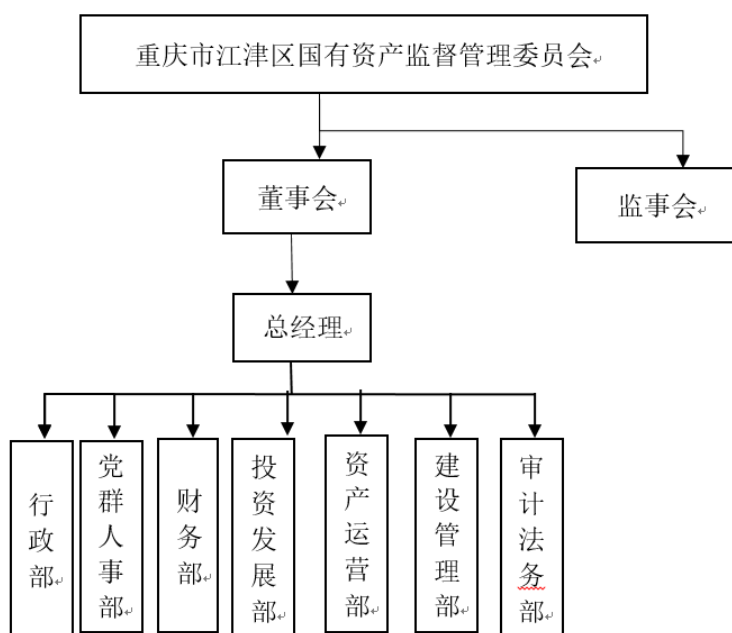 重庆市江津区国有资产监督管理委员会
董事会
监事会
总经理
行政部
党群人事部
财务部
投资发展部
资产运营部
建设管理部
审计法务部